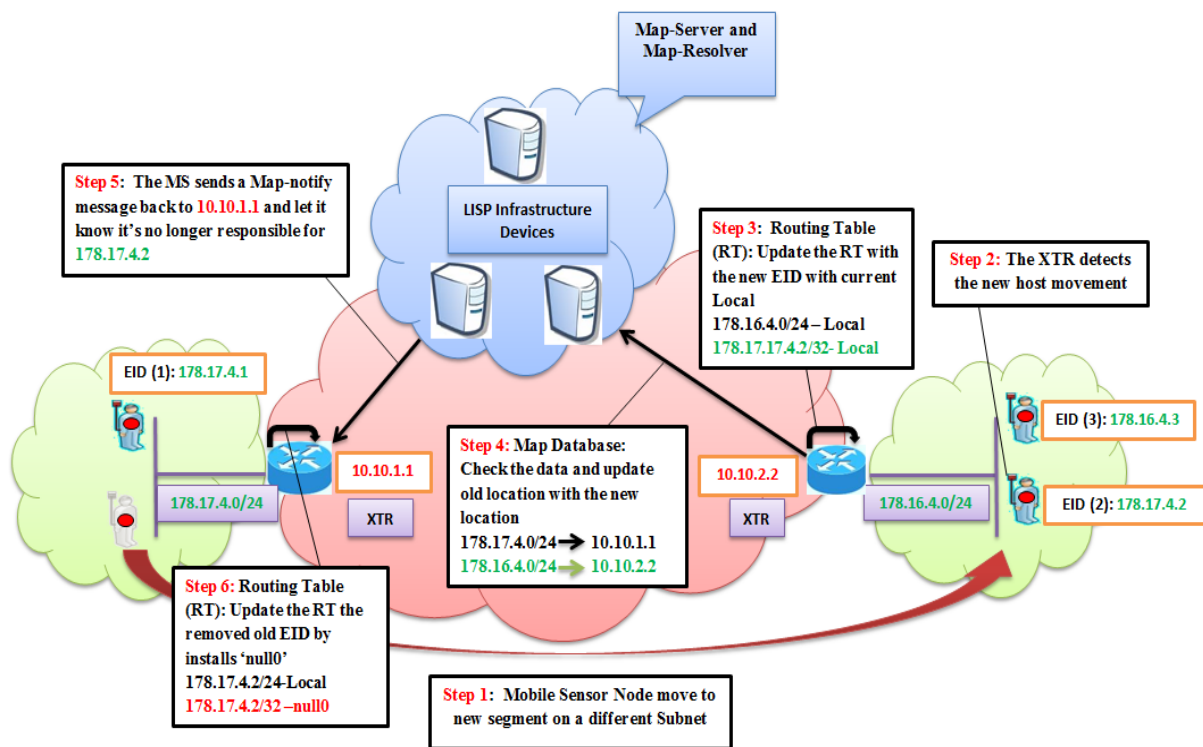 Map-Server and
Map-Resolver
Step 5: The MS sends a Map-notify
message back to 10.10.1.1 and let it
know it's no longer responsible for
178.17.4.2
LISP Infrastructure
Devices
Step 3: Routing Table
(RT): Update the RT with
the new EID with current
Local
178.16.4.0/24 – Local
178.17.17.4.2/32- Local
Step 2: The XTR detects
the new host movement
EID (1): 178.17.4.1
178.17.4.0/24
10.10.1.1
XTR
Step 4: Map Database:
Check the data and update
old location with the new
location
178.17.4.0/24 10.10.1.1
178.16.4.0/24 10.10.2.2
10.10.2.2
XTR
178.16.4.0/24
EID (3): 178.16.4.3
EID (2): 178.17.4.2
Step 6: Routing Table
(RT): Update the RT the
removed old EID by
installs 'null0'
178.17.4.2/24-Local
178.17.4.2/32 –null0
Step 1: Mobile Sensor Node move to
new segment on a different Subnet